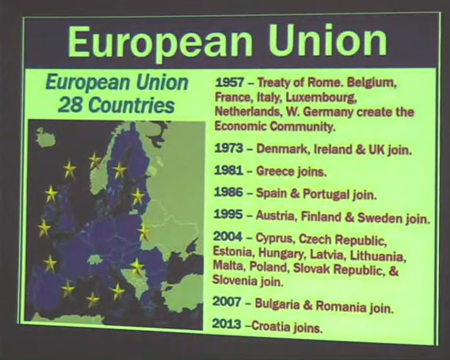 European Union
European Union
28 Countries
1957 – Treaty of Rome. Belgium,
France, Italy, Luxembourg,
Netherlands, W. Germany create the
Economic Community.
1973 – Denmark, Ireland & UK join.
1981 – Greece joins.
1986 – Spain & Portugal join.
1995 – Austria, Finland & Sweden join.
2004 – Cyprus, Czech Republic,
Estonia, Hungary, Latvia, Lithuania,
Malta, Poland, Slovak Republic, &
Slovenia join.
2007 – Bulgaria & Romania join.
2013 –Croatia joins.